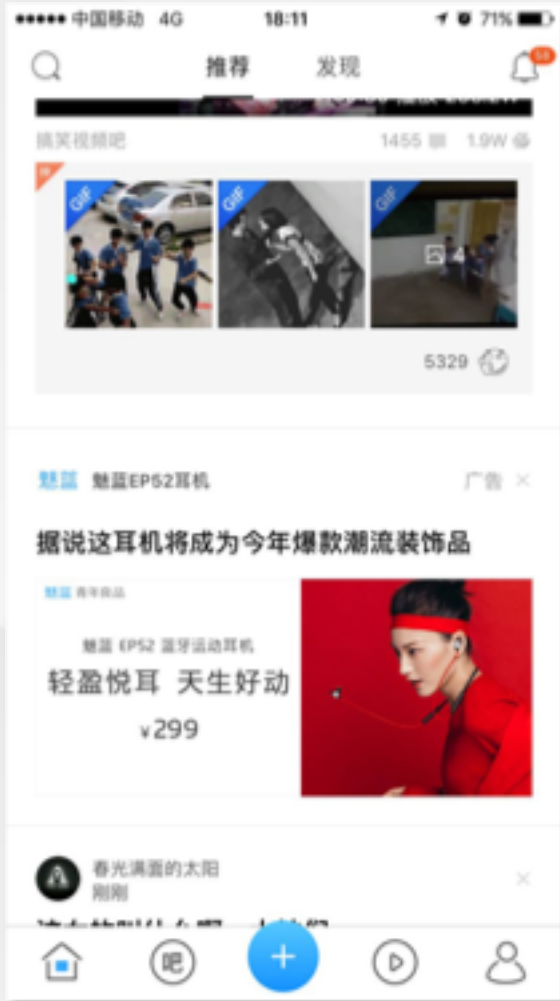 中国移动 4G 18:11 71%
推荐 发现 58
搞笑视频吧 1455 1.9W
GIF GIF GIF
4
5329
魅蓝 魅蓝EP52耳机 广告
据说这耳机将成为今年爆款潮流装饰品
魅蓝 青年良品
魅蓝 EP52 蓝牙运动耳机
轻盈悦耳 天生好动
¥299
春光满面的太阳
刚刚
吧